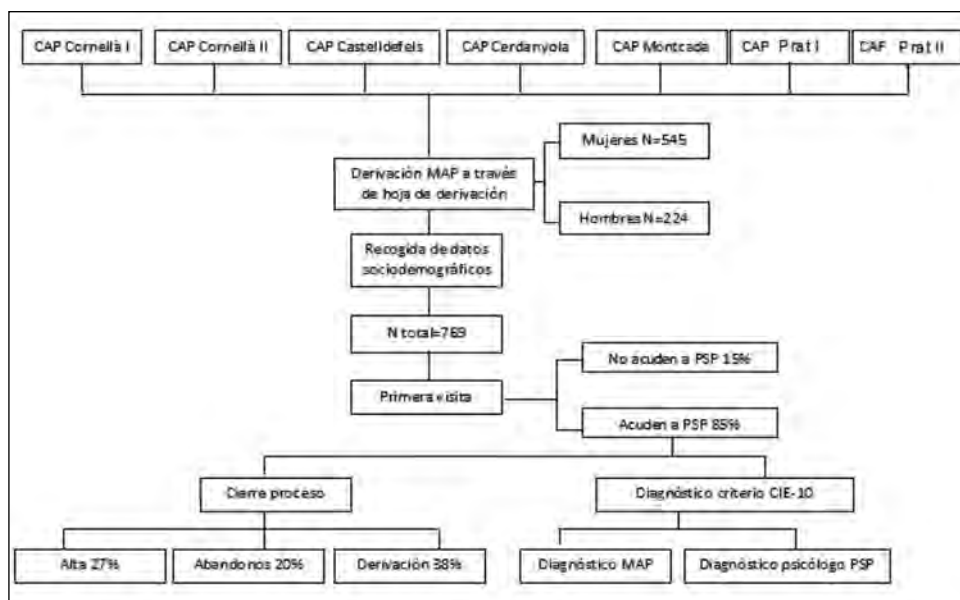 CAP Cornellà I
CAP Cornellà II
CAP Castelldefels
CAP Cerdanyola
CAP Montcada
CAP Prat I
CAP Prat II
Mujeres N=545
Derivación MAP a través
de hoja de derivación
Hombres N=224
Recogida de datos
sociodemográficos
N total=769
No acuden a PSP 15%
Primera visita
Acuden a PSP 85%
Cierre proceso
Diagnóstico criterio CIE-10
Alta 27%
Abandonos 20%
Derivación 38%
Diagnóstico MAP
Diagnóstico psicólogo PSP